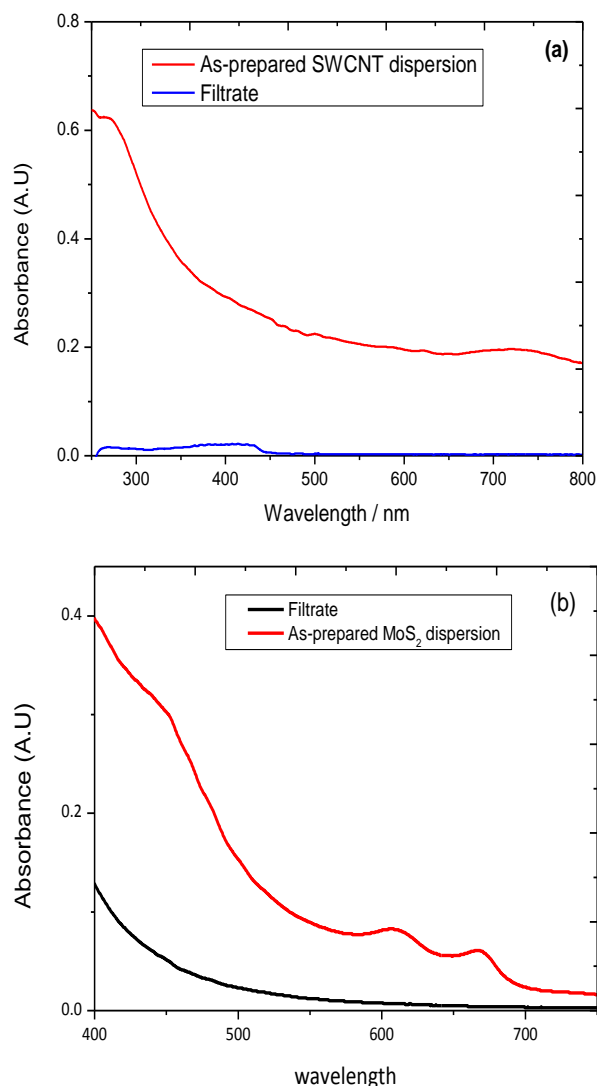 (a)
As-prepared SWCNT dispersion
Filtrate
0.8
0.6
0.4
0.2
0.0
Absorbance (A.U)
300 400 500 600 700 800
Wavelength / nm
(b)
Filtrate
As-prepared MoS₂ dispersion
0.4
0.2
0.0
Absorbance (A.U)
400 500 600 700
wavelength